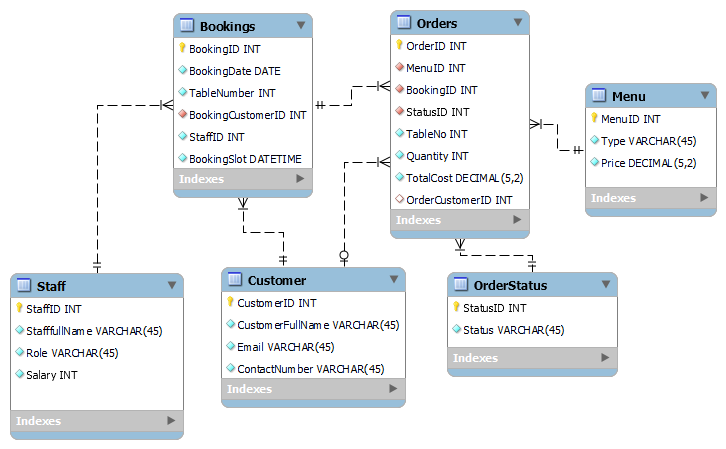 Bookings
BookingID INT
BookingDate DATE
TableNumber INT
BookingCustomerID INT
StaffID INT
BookingSlot DATETIME
Indexes
Orders
OrderID INT
MenuID INT
BookingID INT
StatusID INT
TableNo INT
Quantity INT
TotalCost DECIMAL(5,2)
OrderCustomerID INT
Indexes
Menu
MenuID INT
Type VARCHAR(45)
Price DECIMAL(5,2)
Indexes
Staff
StaffID INT
StafffullName VARCHAR(45)
Role VARCHAR(45)
Salary INT
Indexes
Customer
CustomerID INT
CustomerFullName VARCHAR(45)
Email VARCHAR(45)
ContactNumber VARCHAR(45)
Indexes
OrderStatus
StatusID INT
Status VARCHAR(45)
Indexes